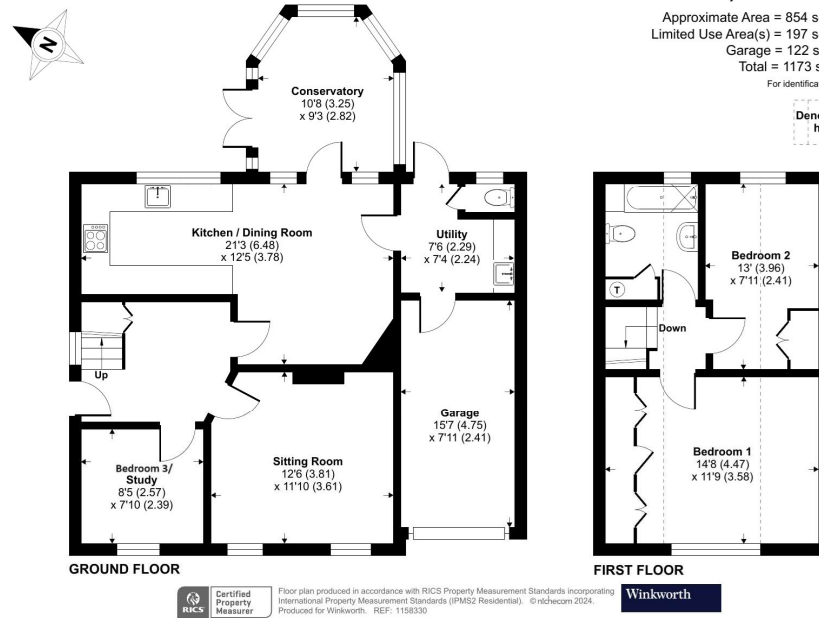 Approximate Area = 854 s
Limited Use Area(s) = 197 s
Garage = 122 s
Total = 1173 s
For identifica
N
Conservatory
10'8 (3.25)
x 9'3 (2.82)
Kitchen / Dining Room
21'3 (6.48)
x 12'5 (3.78)
Utility
7'6 (2.29)
x 7'4 (2.24)
Up
Bedroom 3/
Study
8'5 (2.57)
x 7'10 (2.39)
Sitting Room
12'6 (3.81)
x 11'10 (3.61)
Garage
15'7 (4.75)
x 7'11 (2.41)
GROUND FLOOR
Bedroom 2
13' (3.96)
x 7'11 (2.41)
T
Down
Bedroom 1
14'8 (4.47)
x 11'9 (3.58)
FIRST FLOOR
RICS
Certified
Property
Measurer
Floor plan produced in accordance with RICS Property Measurement Standards incorporating
International Property Measurement Standards (IPMS2 Residential). © nichecom 2024.
Produced for Winkworth. REF: 1158330
Winkworth